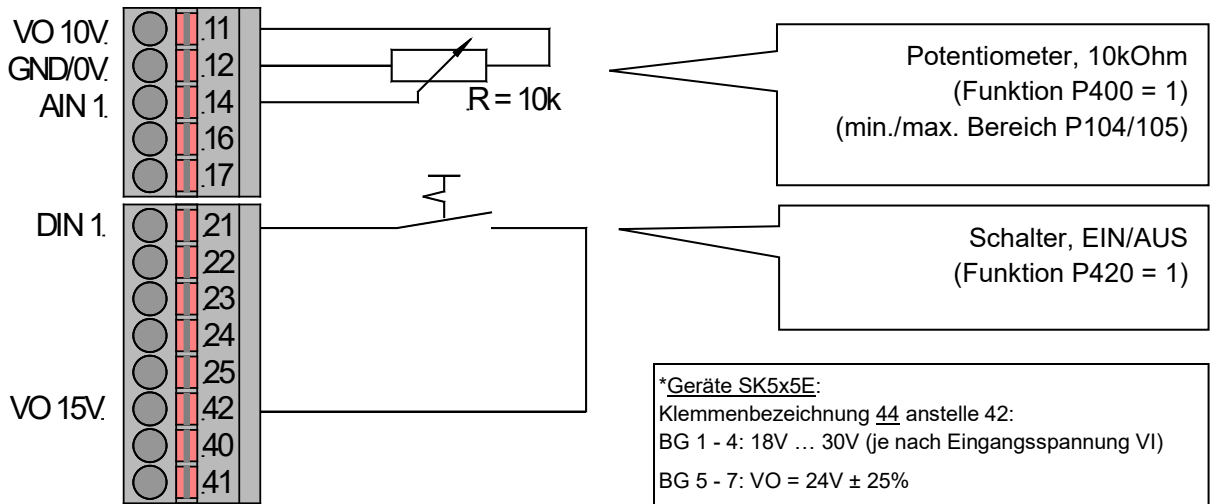 VO 10V. .11
GND/0V. .12
AIN 1. .14
.16
.17
R = 10k
Potentiometer, 10kOhm
(Funktion P400 = 1)
(min./max. Bereich P104/105)
DIN 1. .21
.22
.23
.24
.25
VO 15V. .42
.40
.41
Schalter, EIN/AUS
(Funktion P420 = 1)
*Geräte SK5x5E:
Klemmenbezeichnung 44 anstelle 42:
BG 1 - 4: 18V … 30V (je nach Eingangsspannung VI)
BG 5 - 7: VO = 24V ± 25%